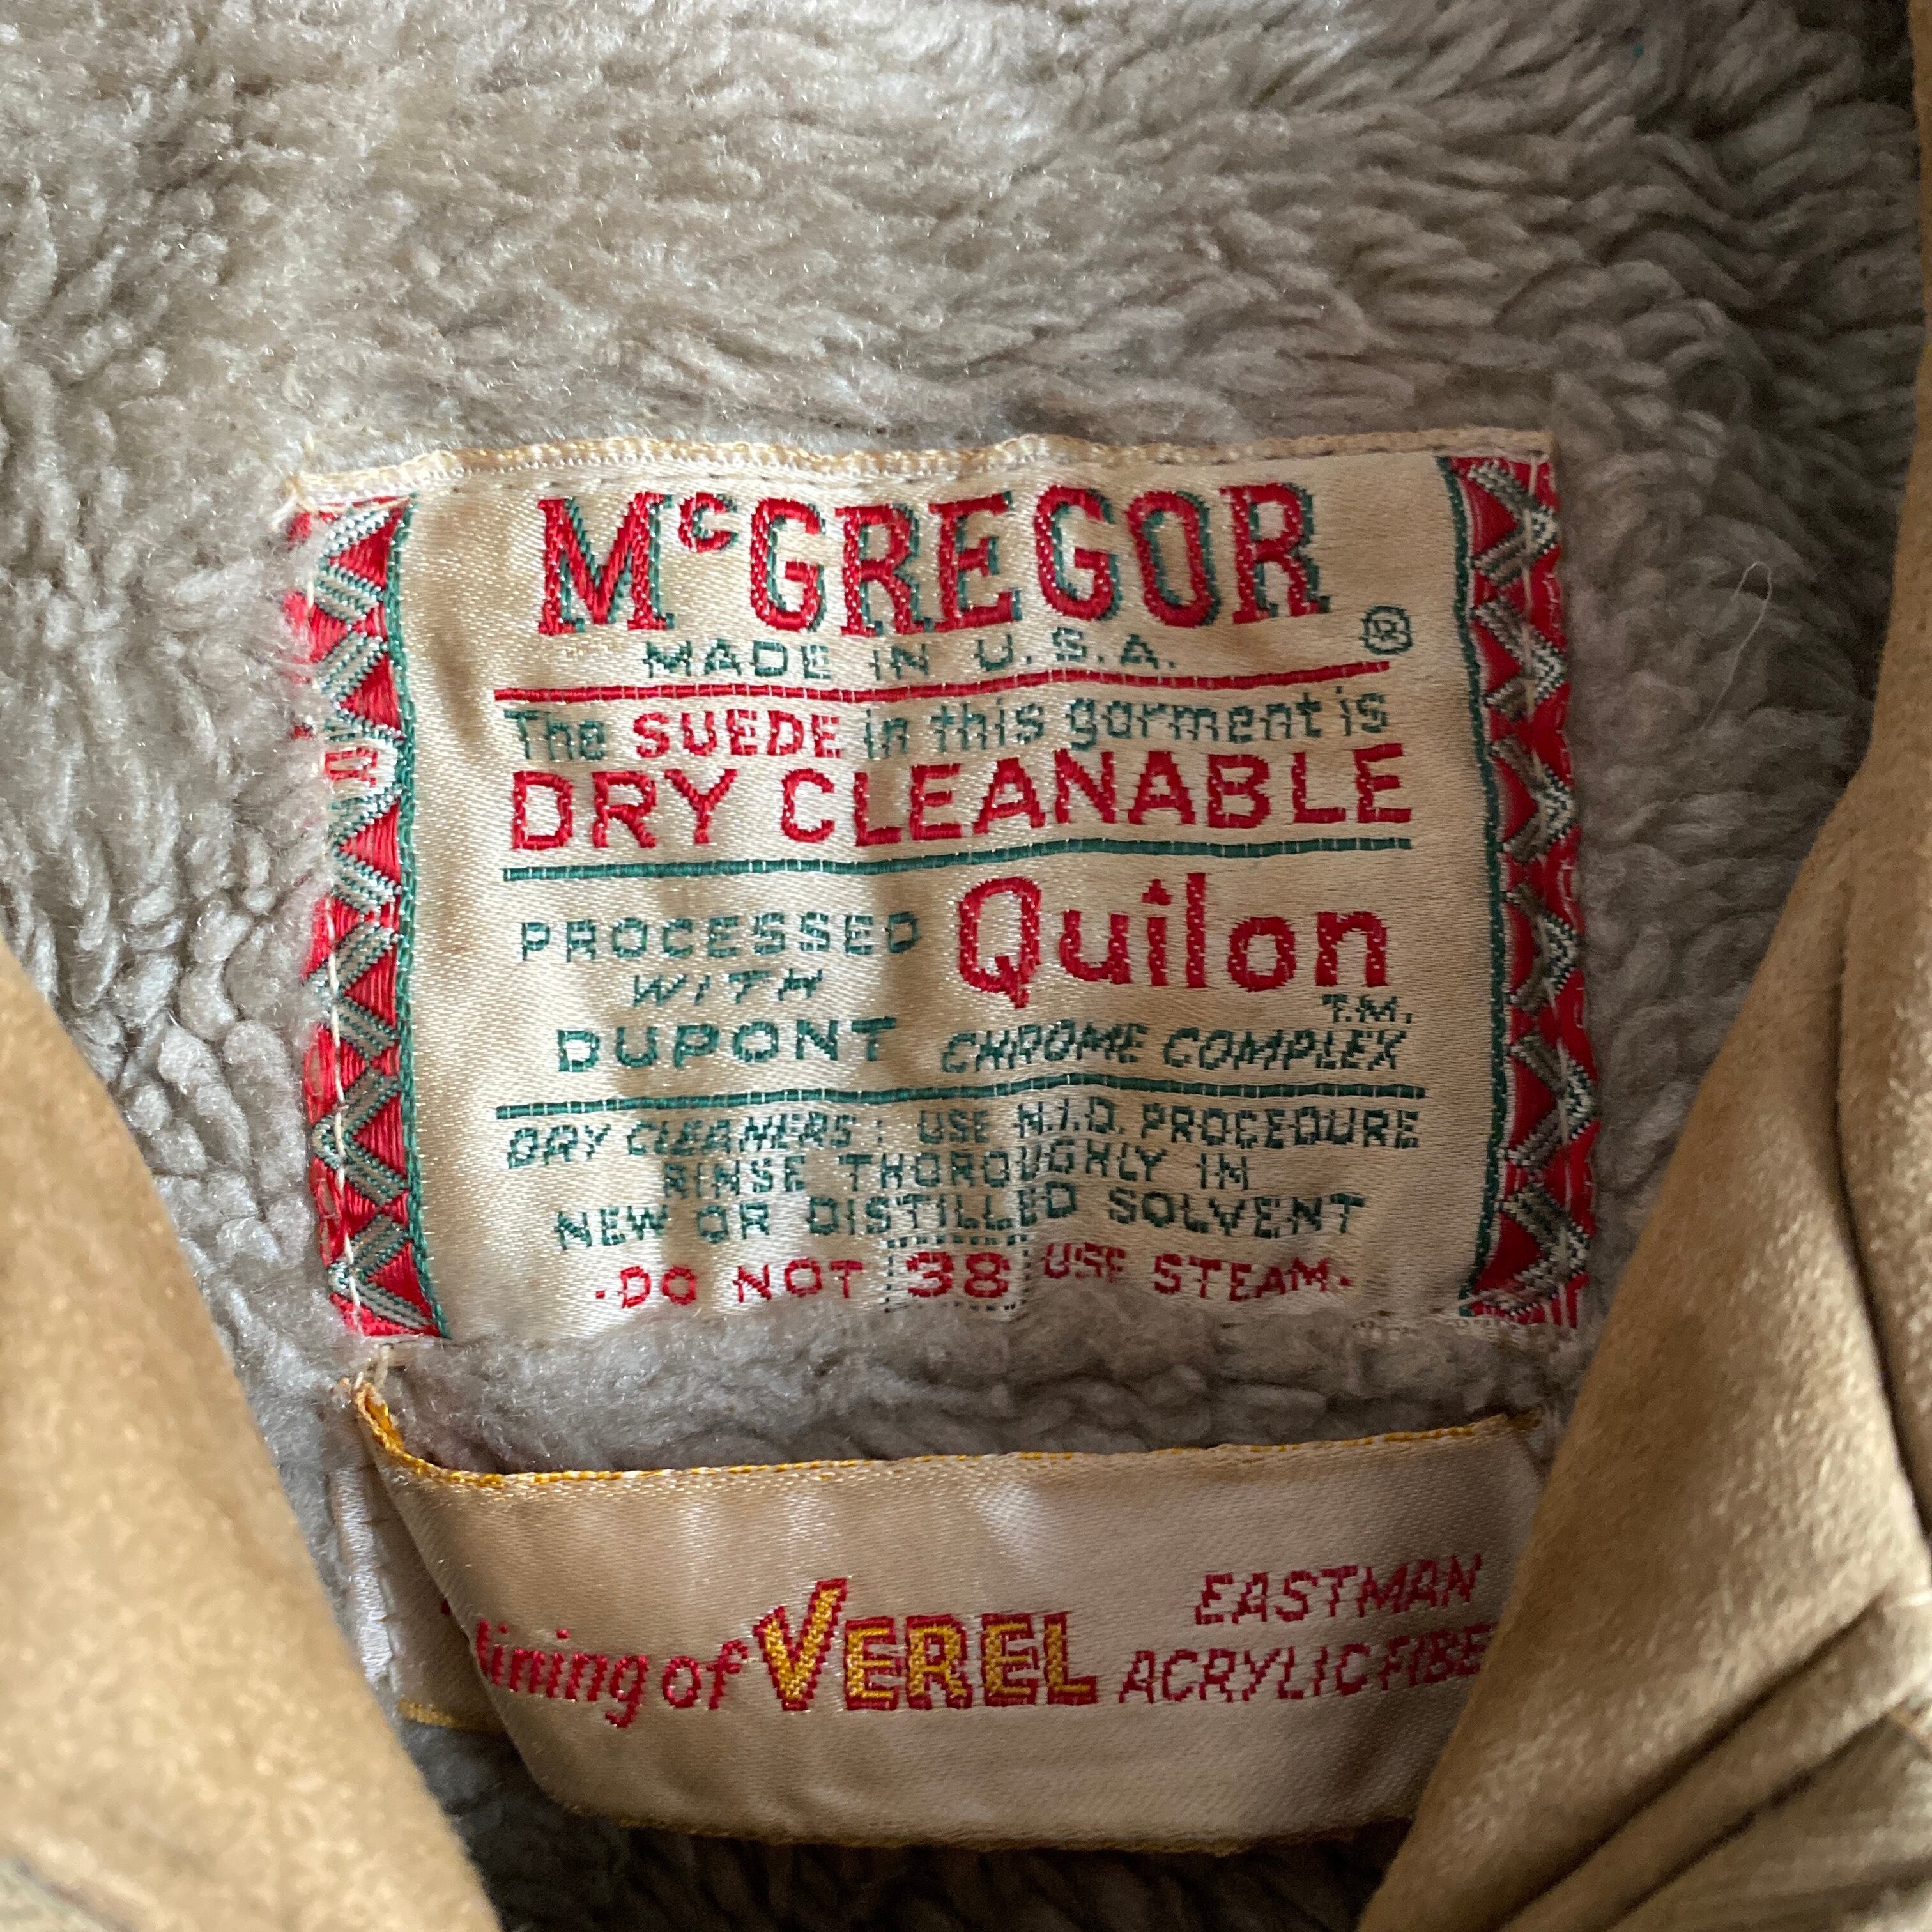 McGREGOR
MADE IN U.S.A. ®
The SUEDE in this garment is
DRY CLEANABLE
PROCESSED WITH Quilon T.M.
DUPONT CHROME COMPLEX
DRY CLEANERS: USE N.I.D. PROCEDURE
RINSE THOROUGHLY IN
NEW OR DISTILLED SOLVENT
·DO NOT 38 USE STEAM·
lining of VEREL EASTMAN
ACRYLIC FIBE